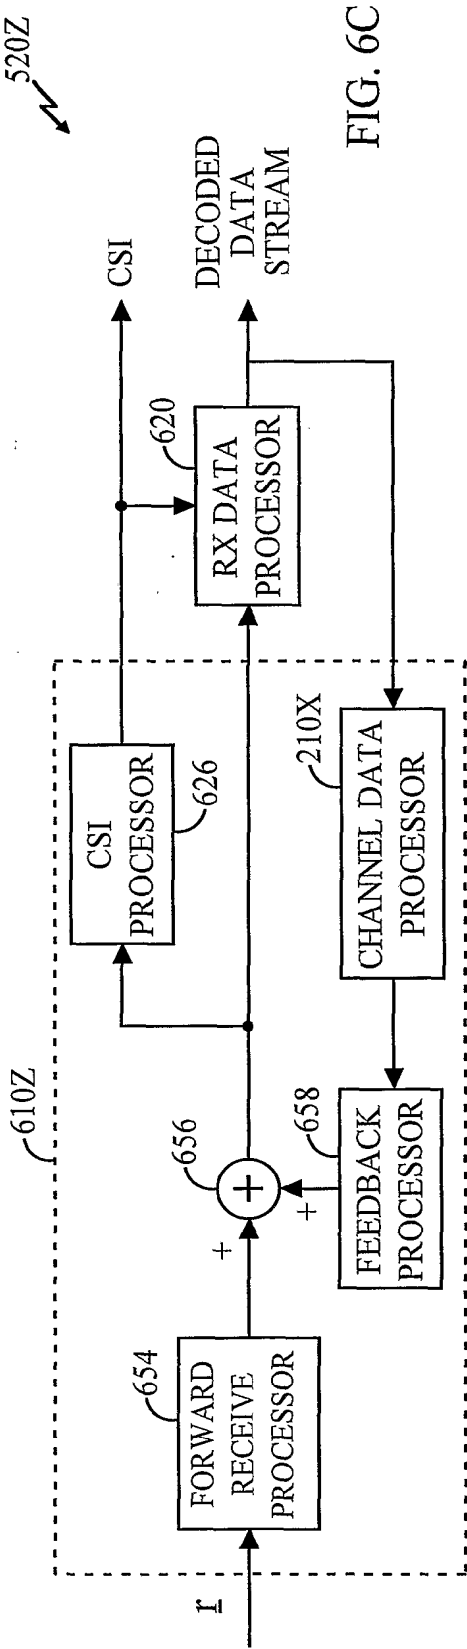 520Z
610Z
CSI
CSI
PROCESSOR
626
r
FORWARD
RECEIVE
PROCESSOR
654
+
+
656
+
FEEDBACK
PROCESSOR
658
CHANNEL DATA
PROCESSOR
210X
RX DATA
PROCESSOR
620
DECODED
DATA
STREAM
FIG. 6C